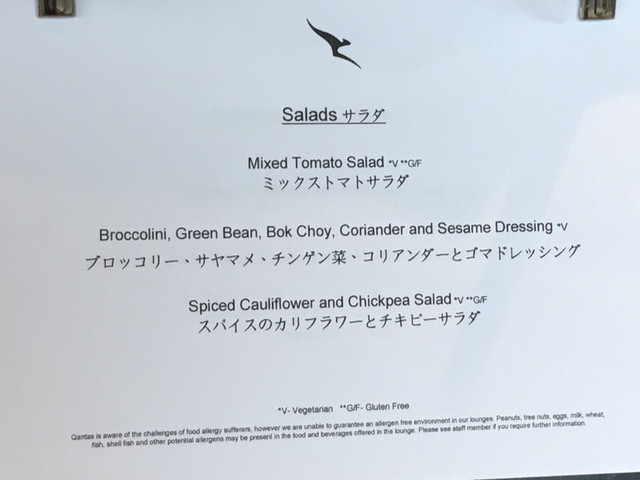 Salads サラダ
Mixed Tomato Salad *V **G/F
ミックストマトサラダ
Broccolini, Green Bean, Bok Choy, Coriander and Sesame Dressing *V
ブロッコリー、サヤマメ、チンゲン菜、コリアンダーとゴマドレッシング
Spiced Cauliflower and Chickpea Salad *V **G/F
スパイスのカリフラワーとチキピーサラダ
*V- Vegetarian **G/F- Gluten Free
Qantas is aware of the challenges of food allergy sufferers, however we are unable to guarantee an allergen free environment in our lounges. Peanuts, tree nuts, eggs, milk, wheat,
fish, shell fish and other potential allergens may be present in the food and beverages offered in the lounge. Please see staff member if you require further information.